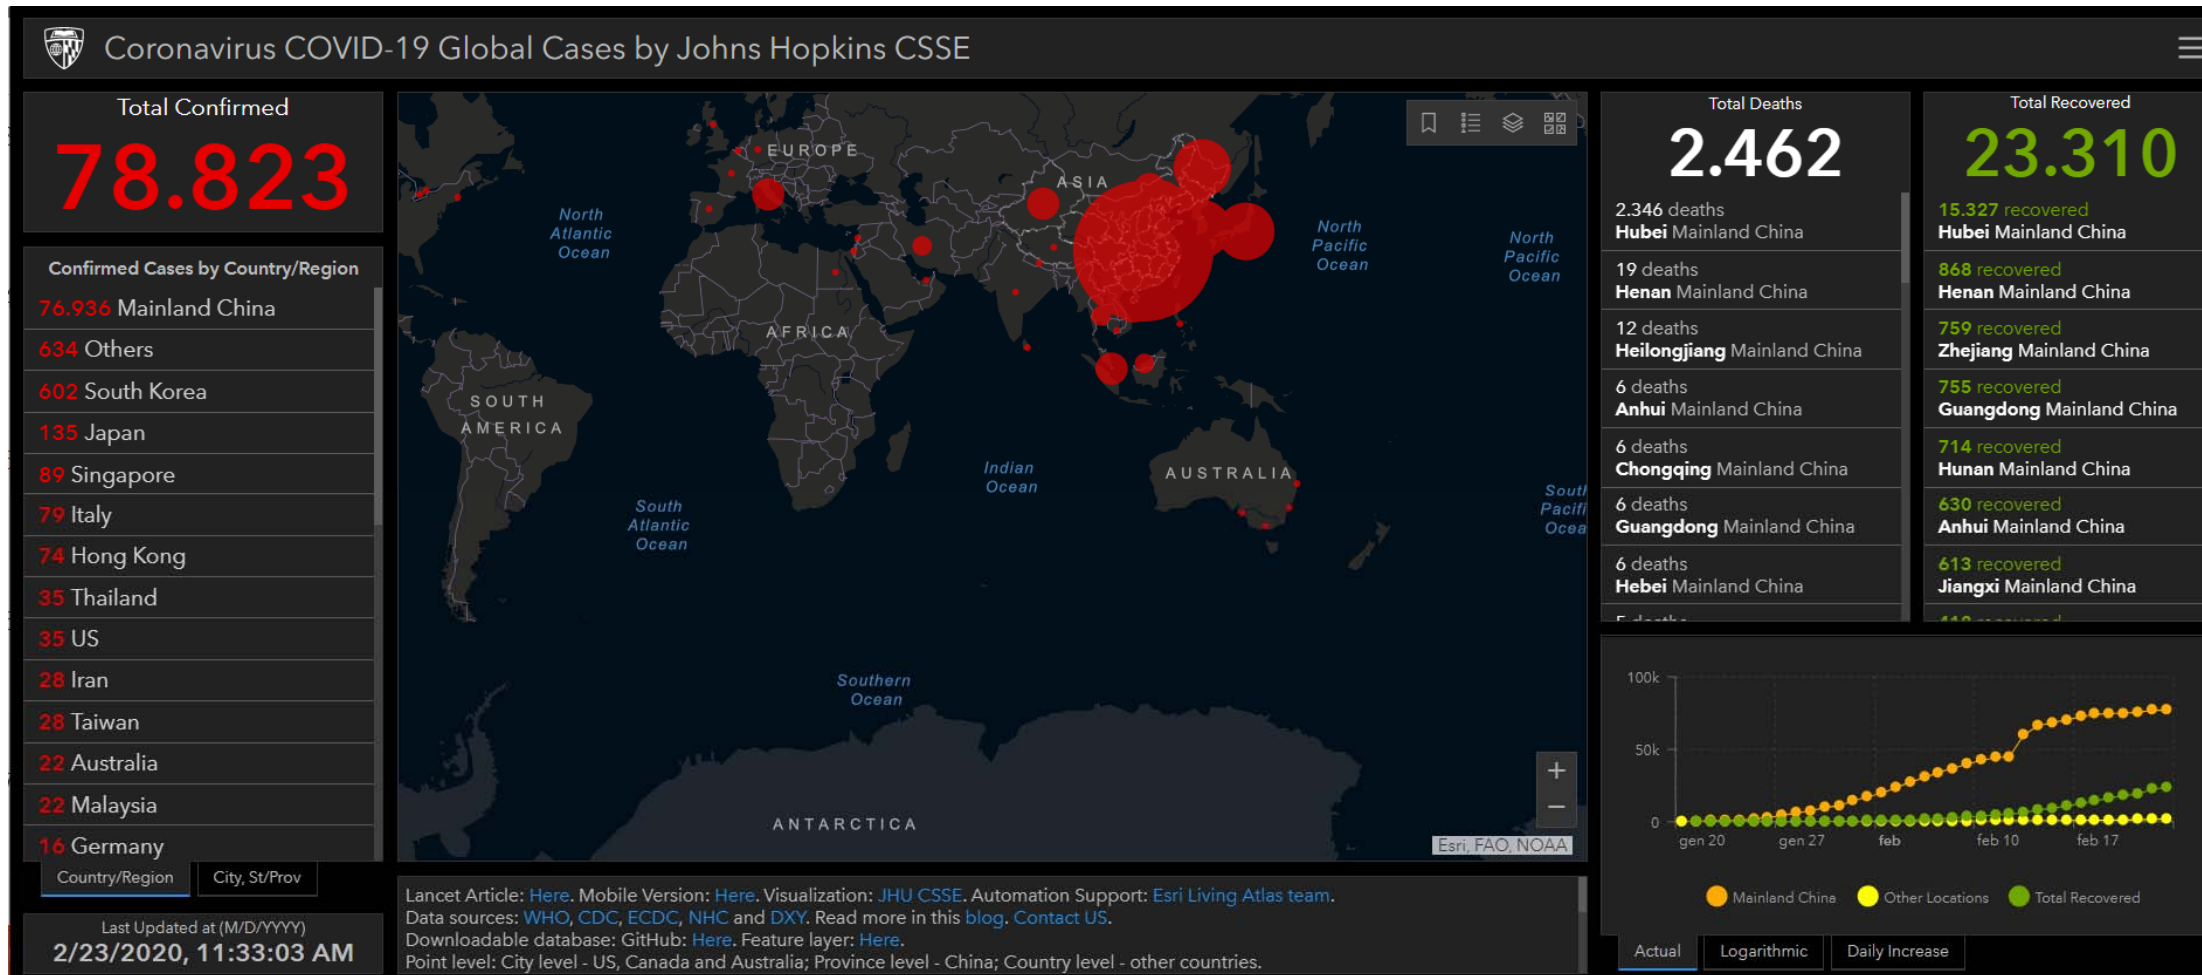 Coronavirus COVID-19 Global Cases by Johns Hopkins CSSE
Total Confirmed
78.823
Confirmed Cases by Country/Region
76.936 Mainland China
634 Others
602 South Korea
135 Japan
89 Singapore
79 Italy
74 Hong Kong
35 Thailand
35 US
28 Iran
28 Taiwan
22 Australia
22 Malaysia
16 Germany
Country/Region
City, St/Prov
Last Updated at (M/D/YYYY)
2/23/2020, 11:33:03 AM
EUROPE
ASIA
North
Atlantic
Ocean
North
Pacific
Ocean
North
Pacific
Ocean
AFRICA
SOUTH
AMERICA
Indian
Ocean
AUSTRALIA
South
Atlantic
Ocean
South
Pacifi
Ocea
Southern
Ocean
ANTARCTICA
+
−
Esri, FAO, NOAA
Lancet Article: Here. Mobile Version: Here. Visualization: JHU CSSE. Automation Support: Esri Living Atlas team.
Data sources: WHO, CDC, ECDC, NHC and DXY. Read more in this blog. Contact US.
Downloadable database: GitHub: Here. Feature layer: Here.
Point level: City level - US, Canada and Australia; Province level - China; Country level - other countries.
Total Deaths
2.462
2.346 deaths
Hubei Mainland China
19 deaths
Henan Mainland China
12 deaths
Heilongjiang Mainland China
6 deaths
Anhui Mainland China
6 deaths
Chongqing Mainland China
6 deaths
Guangdong Mainland China
6 deaths
Hebei Mainland China
5 deaths
Total Recovered
23.310
15.327 recovered
Hubei Mainland China
868 recovered
Henan Mainland China
759 recovered
Zhejiang Mainland China
755 recovered
Guangdong Mainland China
714 recovered
Hunan Mainland China
630 recovered
Anhui Mainland China
613 recovered
Jiangxi Mainland China
recovered
100k
50k
0
gen 20
gen 27
feb
feb 10
feb 17
Mainland China
Other Locations
Total Recovered
Actual
Logarithmic
Daily Increase